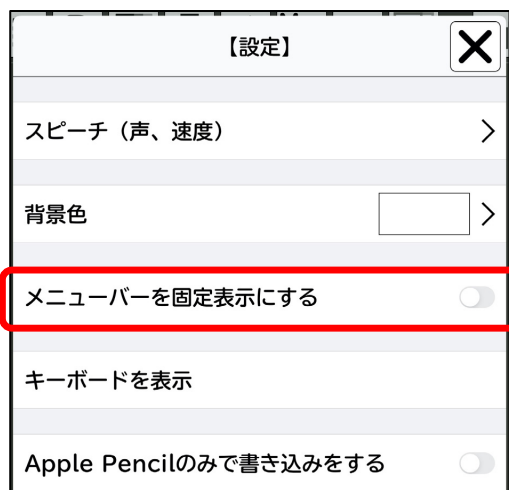 【設定】
スピーチ（声、速度）
背景色
メニューバーを固定表示にする
キーボードを表示
Apple Pencilのみで書き込みをする